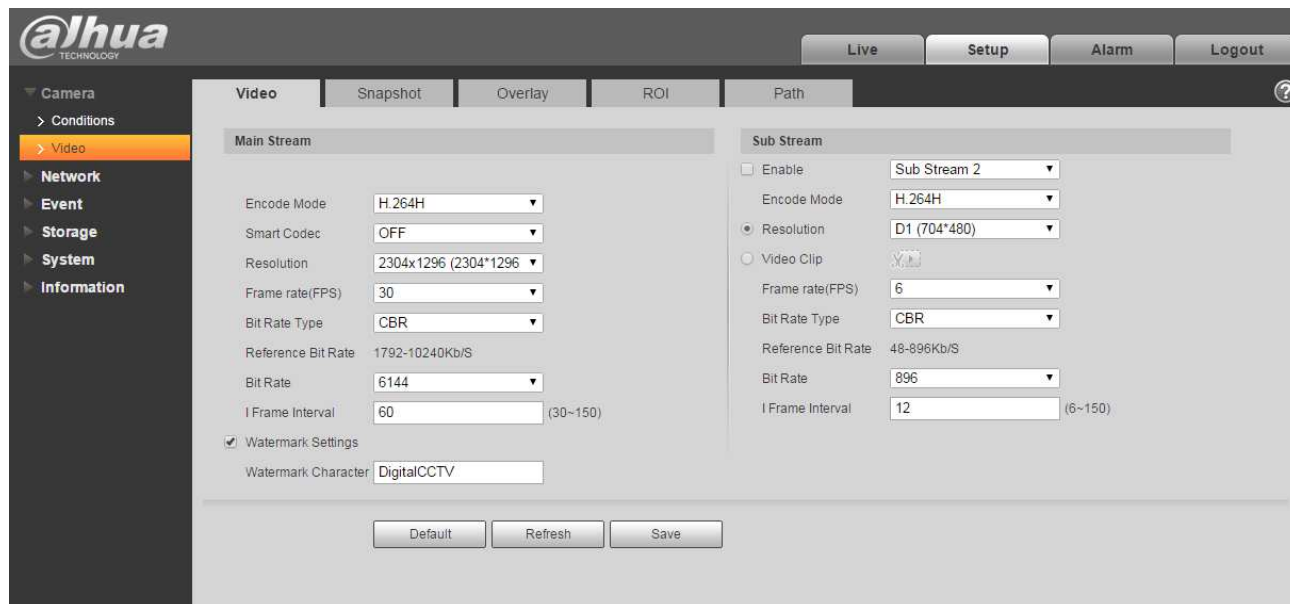 alhua
TECHNOLOGY
Live
Setup
Alarm
Logout
Camera
Conditions
Video
Network
Event
Storage
System
Information
Video
Snapshot
Overlay
ROI
Path
?
Main Stream
Encode Mode H.264H
Smart Codec OFF
Resolution 2304x1296 (2304*1296
Frame rate(FPS) 30
Bit Rate Type CBR
Reference Bit Rate 1792-10240Kb/S
Bit Rate 6144
I Frame Interval 60 (30~150)
Watermark Settings
Watermark Character DigitalCCTV
Sub Stream
Enable Sub Stream 2
Encode Mode H.264H
Resolution D1 (704*480)
Video Clip
Frame rate(FPS) 6
Bit Rate Type CBR
Reference Bit Rate 48-896Kb/S
Bit Rate 896
I Frame Interval 12 (6~150)
Default
Refresh
Save